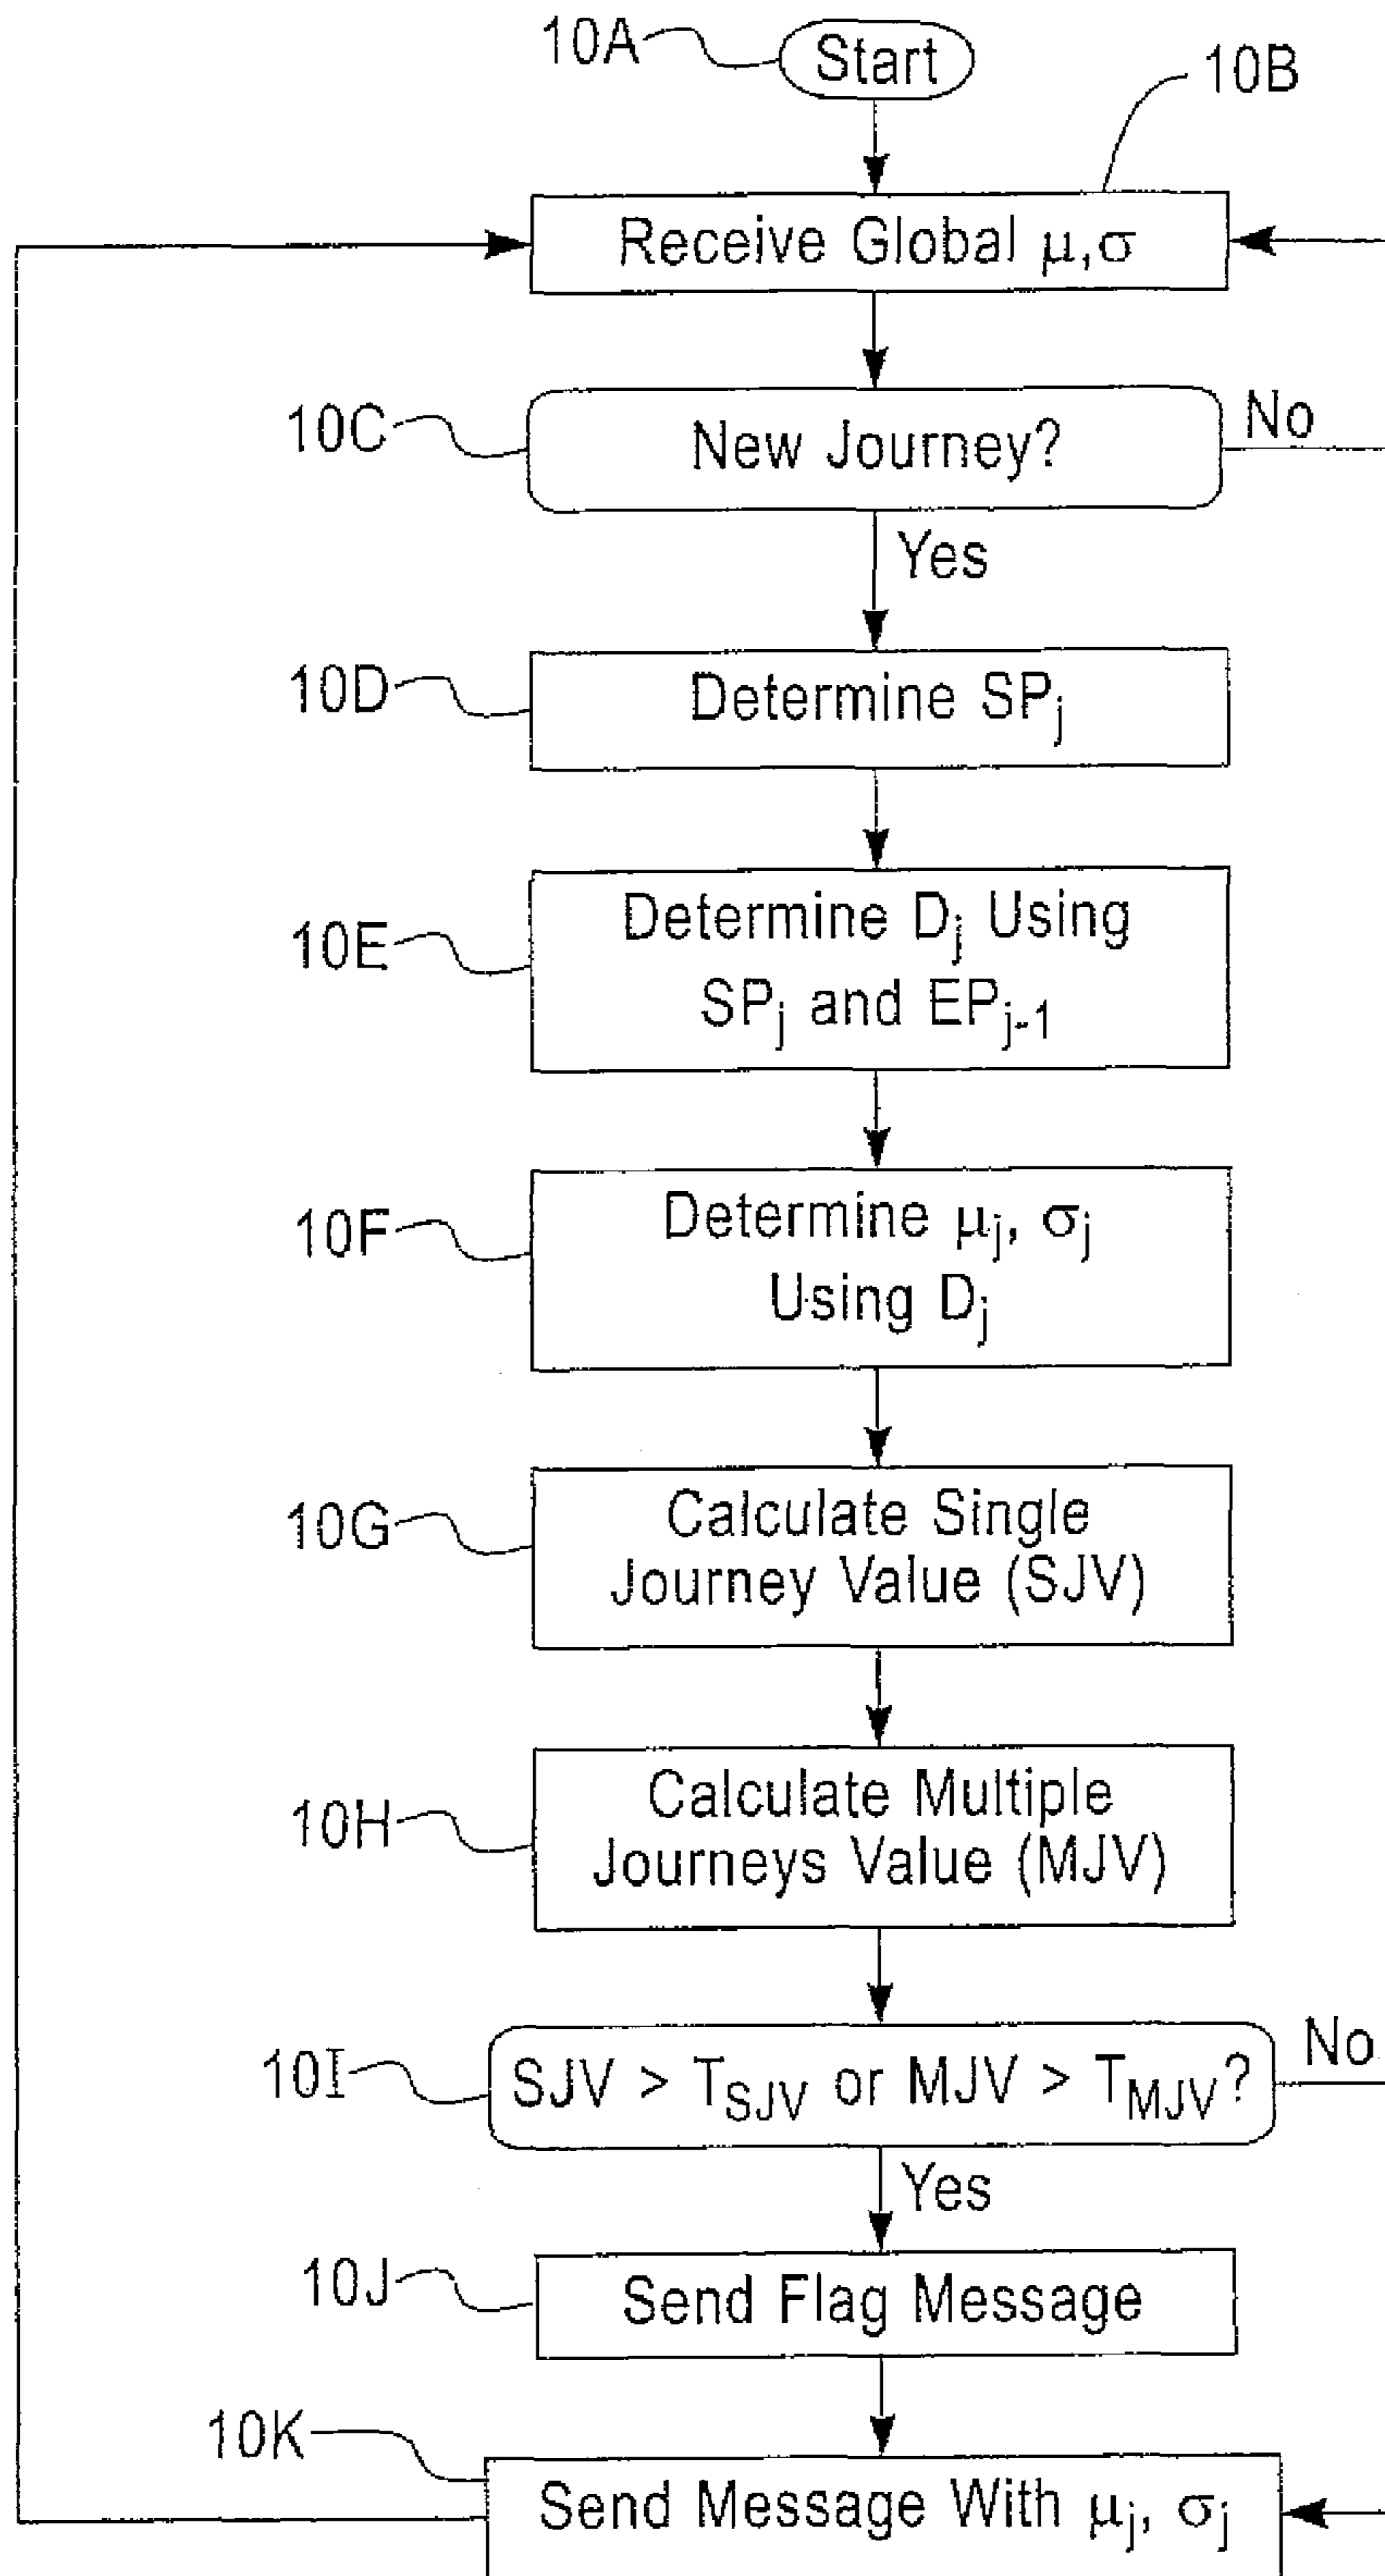 10A
Start
10B
Receive Global μ,σ
10C
New Journey?
No
Yes
10D
Determine SPj
10E
Determine Dj Using
SPj and EPj-1
10F
Determine μj, σj
Using Dj
10G
Calculate Single
Journey Value (SJV)
10H
Calculate Multiple
Journeys Value (MJV)
10I
SJV > TSJV or MJV > TMJV?
No
Yes
10J
Send Flag Message
10K
Send Message With μj, σj